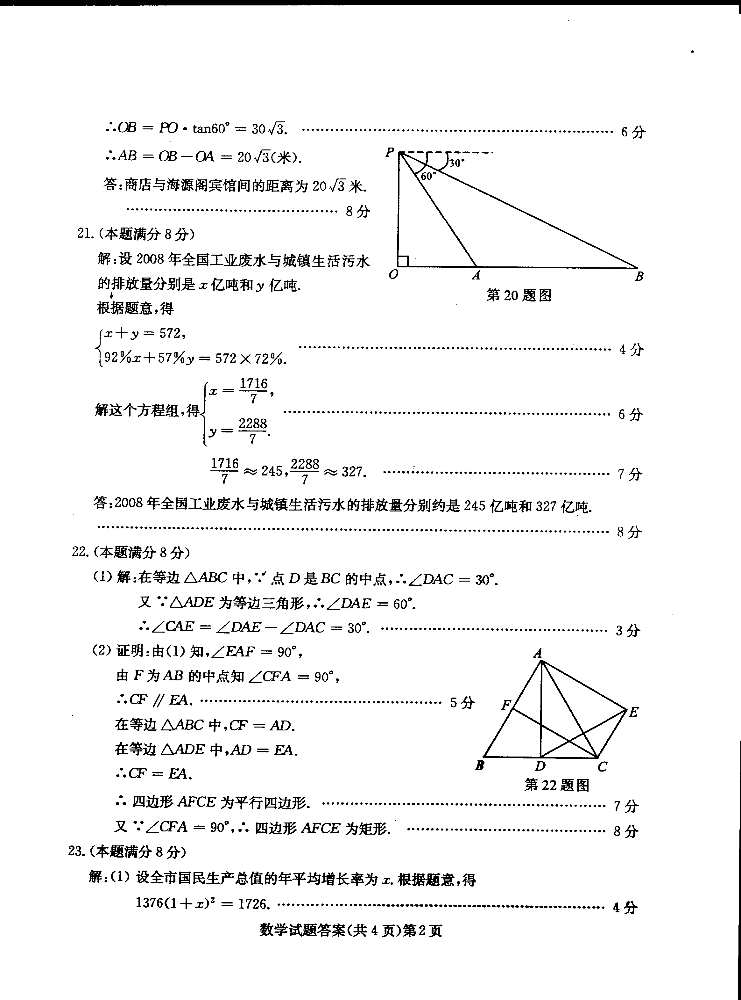 ∴OB = PO·tan60° = 30√3. …… 6分
∴AB = OB－OA = 20√3(米).
答:商店与海源阁宾馆间的距离为 20√3 米.
…… 8分
P
30°
60°
O
A
B
第 20 题图
21.(本题满分 8 分)
解:设 2008 年全国工业废水与城镇生活污水
的排放量分别是 x 亿吨和 y 亿吨.
根据题意,得
{x＋y = 572,
92%x＋57%y = 572×72%. …… 4分
解这个方程组,得{x = 1716/7,
y = 2288/7. …… 6分
1716/7 ≈ 245, 2288/7 ≈ 327. …… 7分
答:2008 年全国工业废水与城镇生活污水的排放量分别约是 245 亿吨和 327 亿吨.
…… 8分
22.(本题满分 8 分)
(1) 解:在等边 △ABC 中,∵ 点 D 是 BC 的中点,∴∠DAC = 30°.
又 ∵△ADE 为等边三角形,∴∠DAE = 60°.
∴∠CAE = ∠DAE－∠DAC = 30°. …… 3分
(2) 证明:由(1) 知,∠EAF = 90°,
由 F 为 AB 的中点知 ∠CFA = 90°,
∴CF ∥ EA. …… 5分
在等边 △ABC 中,CF = AD.
在等边 △ADE 中,AD = EA.
∴CF = EA.
A
F
E
B
D
C
第 22 题图
∴ 四边形 AFCE 为平行四边形. …… 7分
又 ∵∠CFA = 90°,∴ 四边形 AFCE 为矩形. …… 8分
23.(本题满分 8 分)
解:(1) 设全市国民生产总值的年平均增长率为 x. 根据题意,得
1376(1＋x)² = 1726. …… 4分
数学试题答案(共 4 页)第 2 页